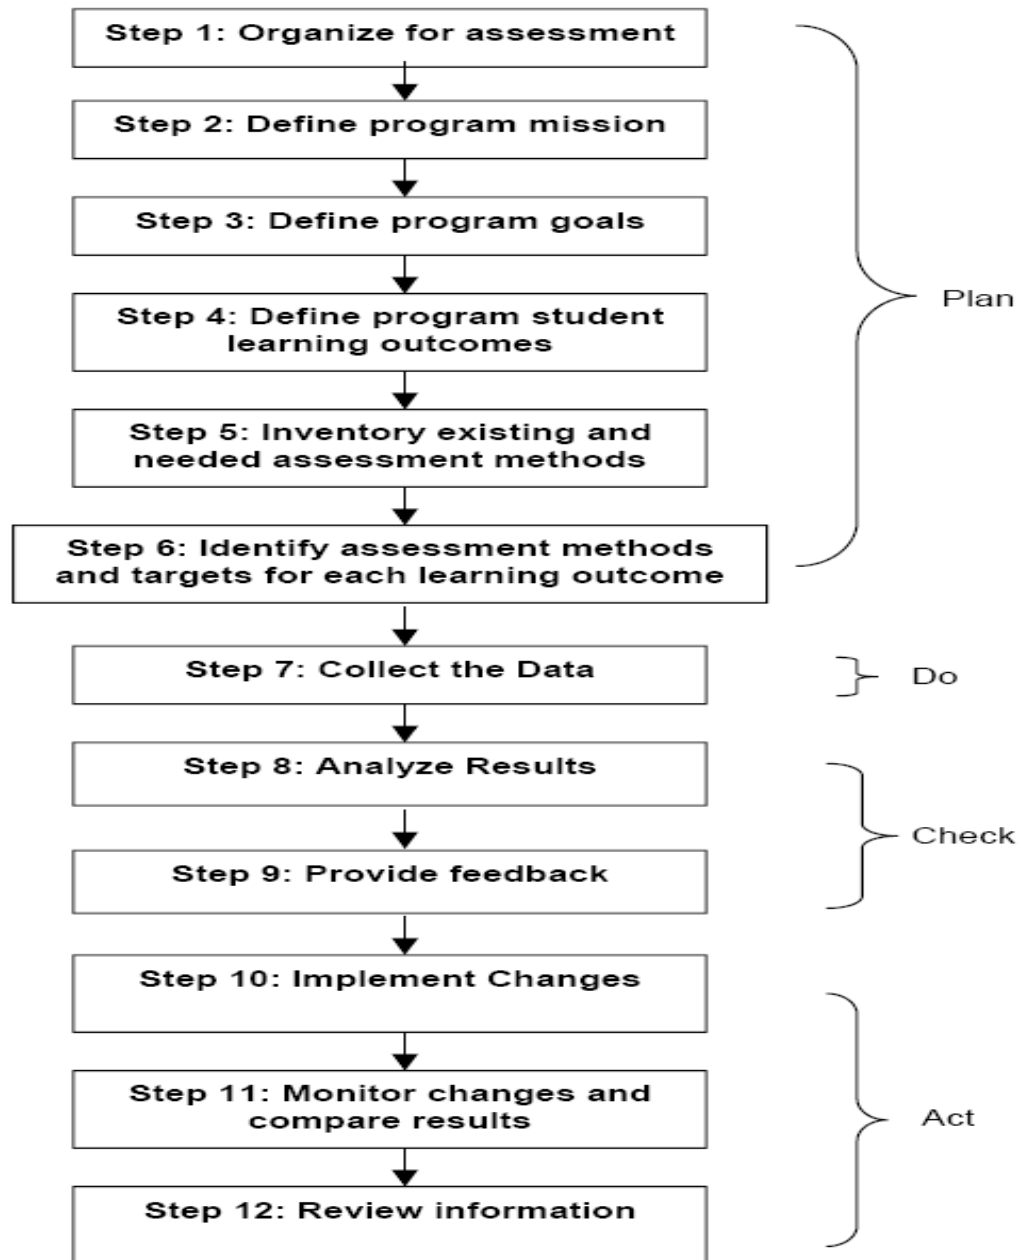 Step 1: Organize for assessment
Step 2: Define program mission
Step 3: Define program goals
Step 4: Define program student
learning outcomes
Step 5: Inventory existing and
needed assessment methods
Step 6: Identify assessment methods
and targets for each learning outcome
Plan
Step 7: Collect the Data
Do
Step 8: Analyze Results
Step 9: Provide feedback
Check
Step 10: Implement Changes
Step 11: Monitor changes and
compare results
Step 12: Review information
Act